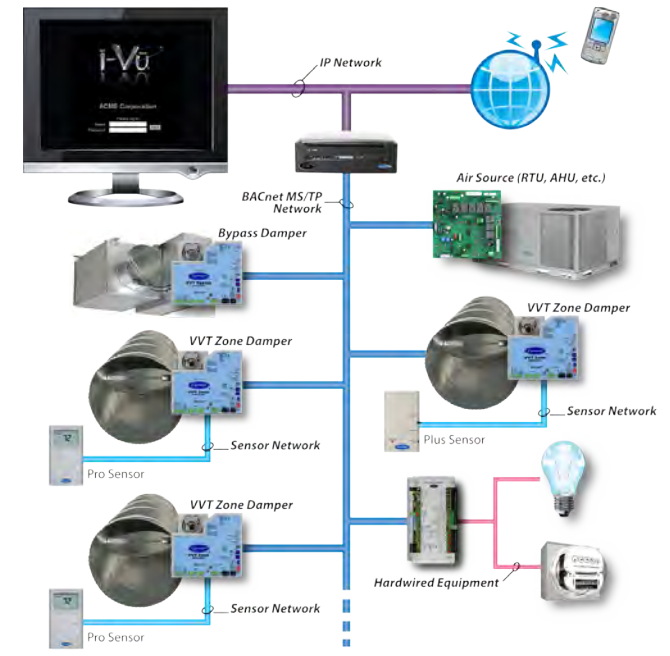 i-Vu
ACME Corporation
Name
Password
IP Network
BACnet MS/TP
Network
Air Source (RTU, AHU, etc.)
Bypass Damper
VVT Zone Damper
VVT Zone Damper
Sensor Network
Plus Sensor
Sensor Network
Pro Sensor
VVT Zone Damper
Hardwired Equipment
Sensor Network
Pro Sensor